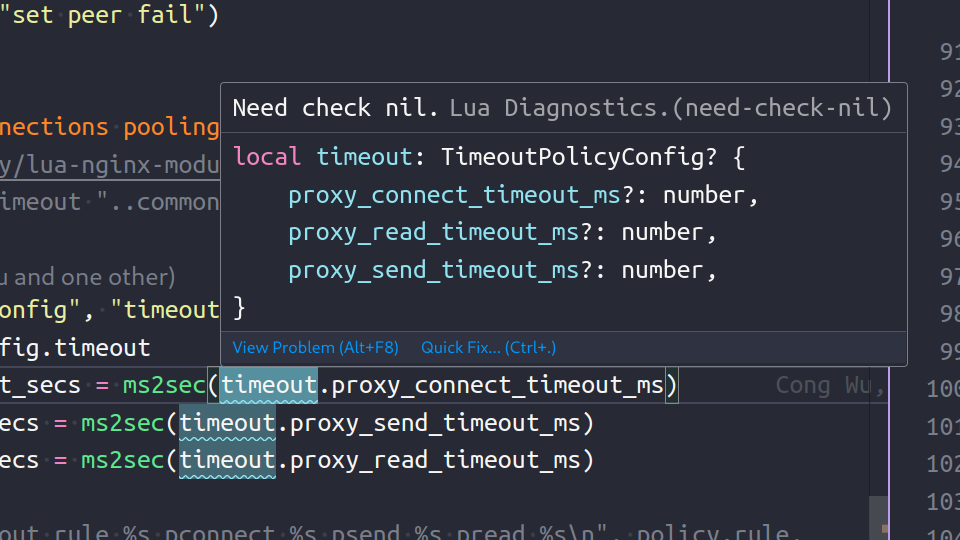 "set peer fail")
Need check nil. Lua Diagnostics.(need-check-nil)
nections pooling
local timeout: TimeoutPolicyConfig? {
y/lua-nginx-modu
proxy_connect_timeout_ms?: number,
imeout "..common
proxy_read_timeout_ms?: number,
proxy_send_timeout_ms?: number,
u and one other)
}
onfig", "timeout
fig.timeout
View Problem (Alt+F8) Quick Fix... (Ctrl+.)
t_secs = ms2sec(timeout.proxy_connect_timeout_ms) Cong Wu,
ecs = ms2sec(timeout.proxy_send_timeout_ms)
ecs = ms2sec(timeout.proxy_read_timeout_ms)
out rule %s pconnect %s psend %s pread %s\n", policy.rule,
91
92
93
94
95
96
97
98
99
100
101
102
103
104